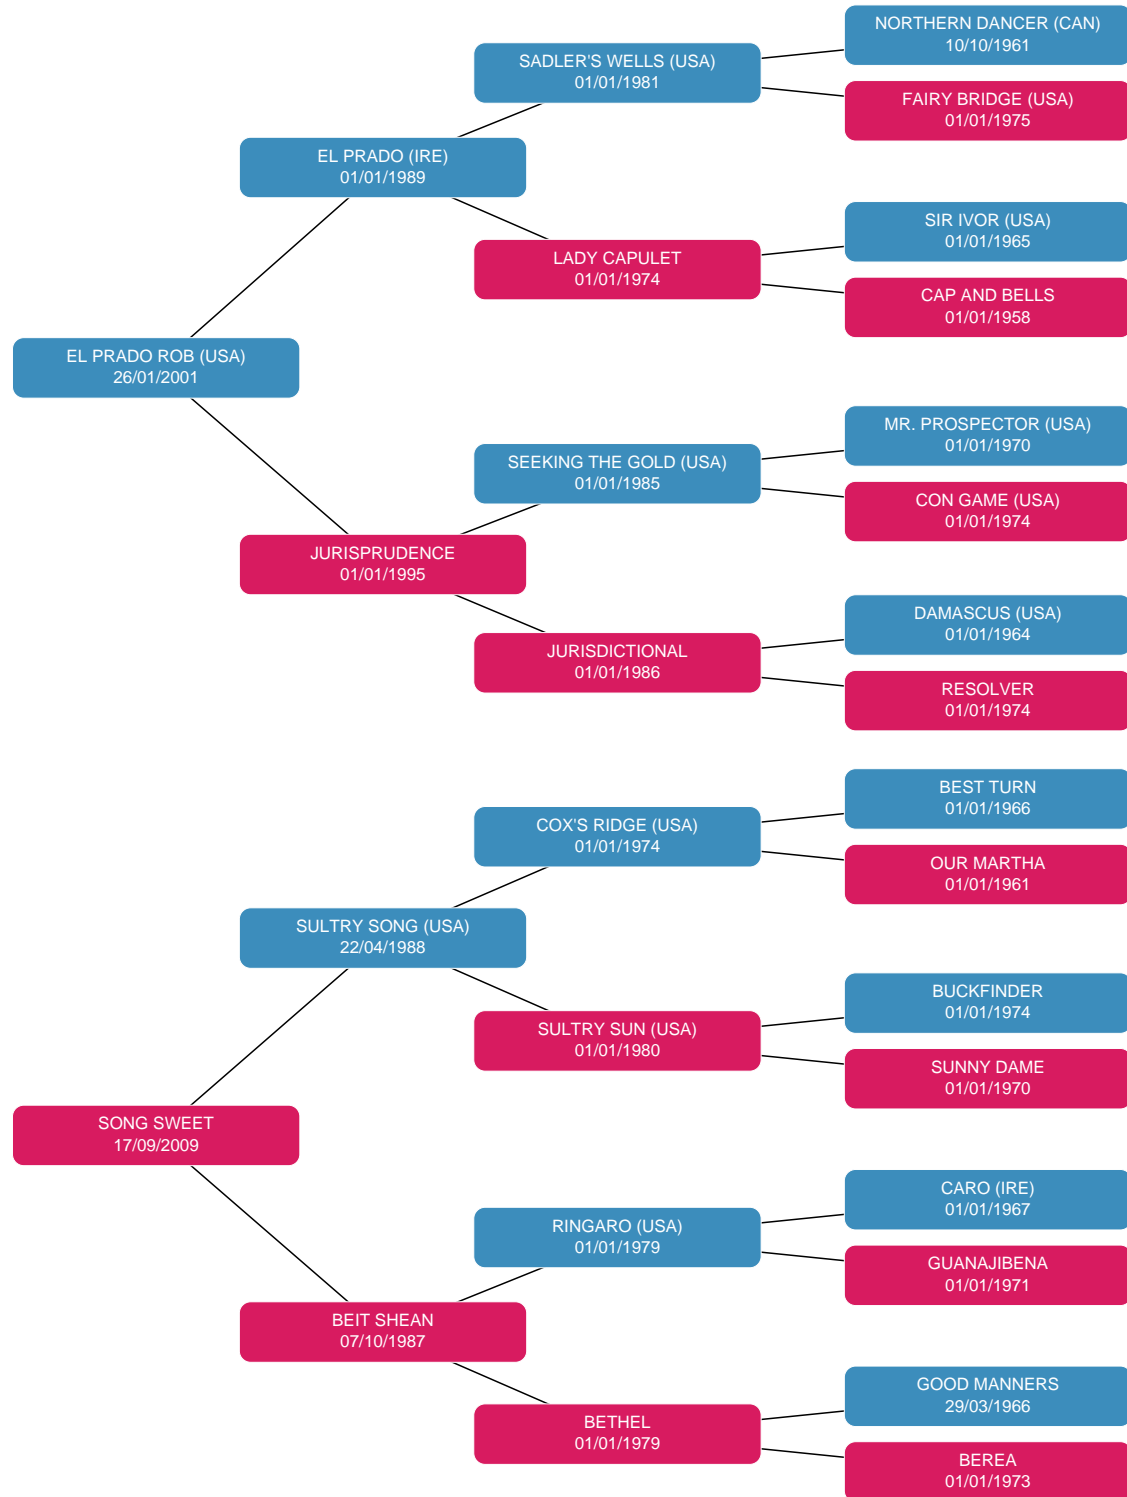 NORTHERN DANCER (CAN)
10/10/1961
SADLER'S WELLS (USA)
01/01/1981
FAIRY BRIDGE (USA)
01/01/1975
EL PRADO (IRE)
01/01/1989
SIR IVOR (USA)
01/01/1965
LADY CAPULET
01/01/1974
CAP AND BELLS
01/01/1958
EL PRADO ROB (USA)
26/01/2001
MR. PROSPECTOR (USA)
01/01/1970
SEEKING THE GOLD (USA)
01/01/1985
CON GAME (USA)
01/01/1974
JURISPRUDENCE
01/01/1995
DAMASCUS (USA)
01/01/1964
JURISDICTIONAL
01/01/1986
RESOLVER
01/01/1974
BEST TURN
01/01/1966
COX'S RIDGE (USA)
01/01/1974
OUR MARTHA
01/01/1961
SULTRY SONG (USA)
22/04/1988
BUCKFINDER
01/01/1974
SULTRY SUN (USA)
01/01/1980
SUNNY DAME
01/01/1970
SONG SWEET
17/09/2009
CARO (IRE)
01/01/1967
RINGARO (USA)
01/01/1979
GUANAJIBENA
01/01/1971
BEIT SHEAN
07/10/1987
GOOD MANNERS
29/03/1966
BETHEL
01/01/1979
BEREA
01/01/1973